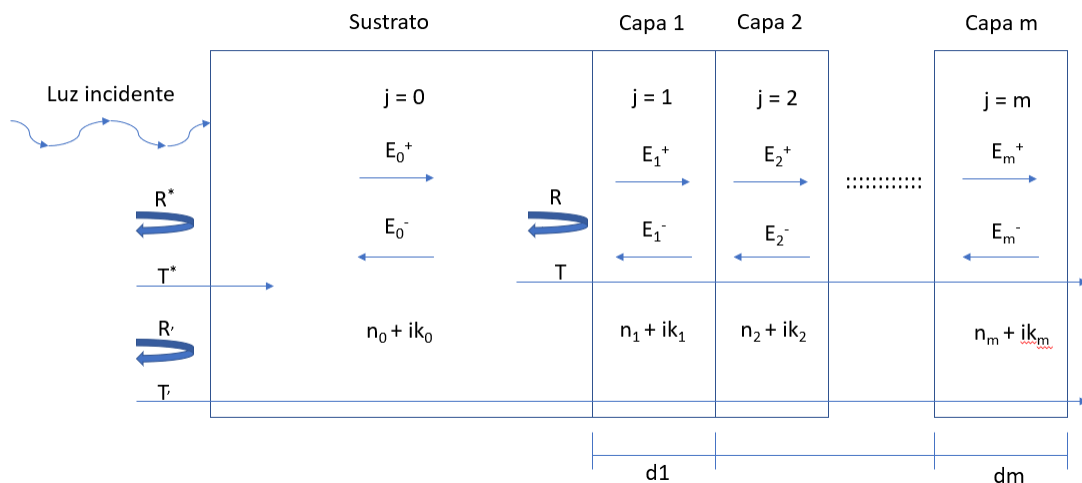 Sustrato
Capa 1
Capa 2
Capa m
Luz incidente
j = 0
j = 1
j = 2
j = m
E₀⁺
E₁⁺
E₂⁺
Eₘ⁺
R*
R
E₀⁻
E₁⁻
E₂⁻
Eₘ⁻
T*
T
R′
n₀ + ik₀
n₁ + ik₁
n₂ + ik₂
nₘ + ikₘ
T′
d1
dm